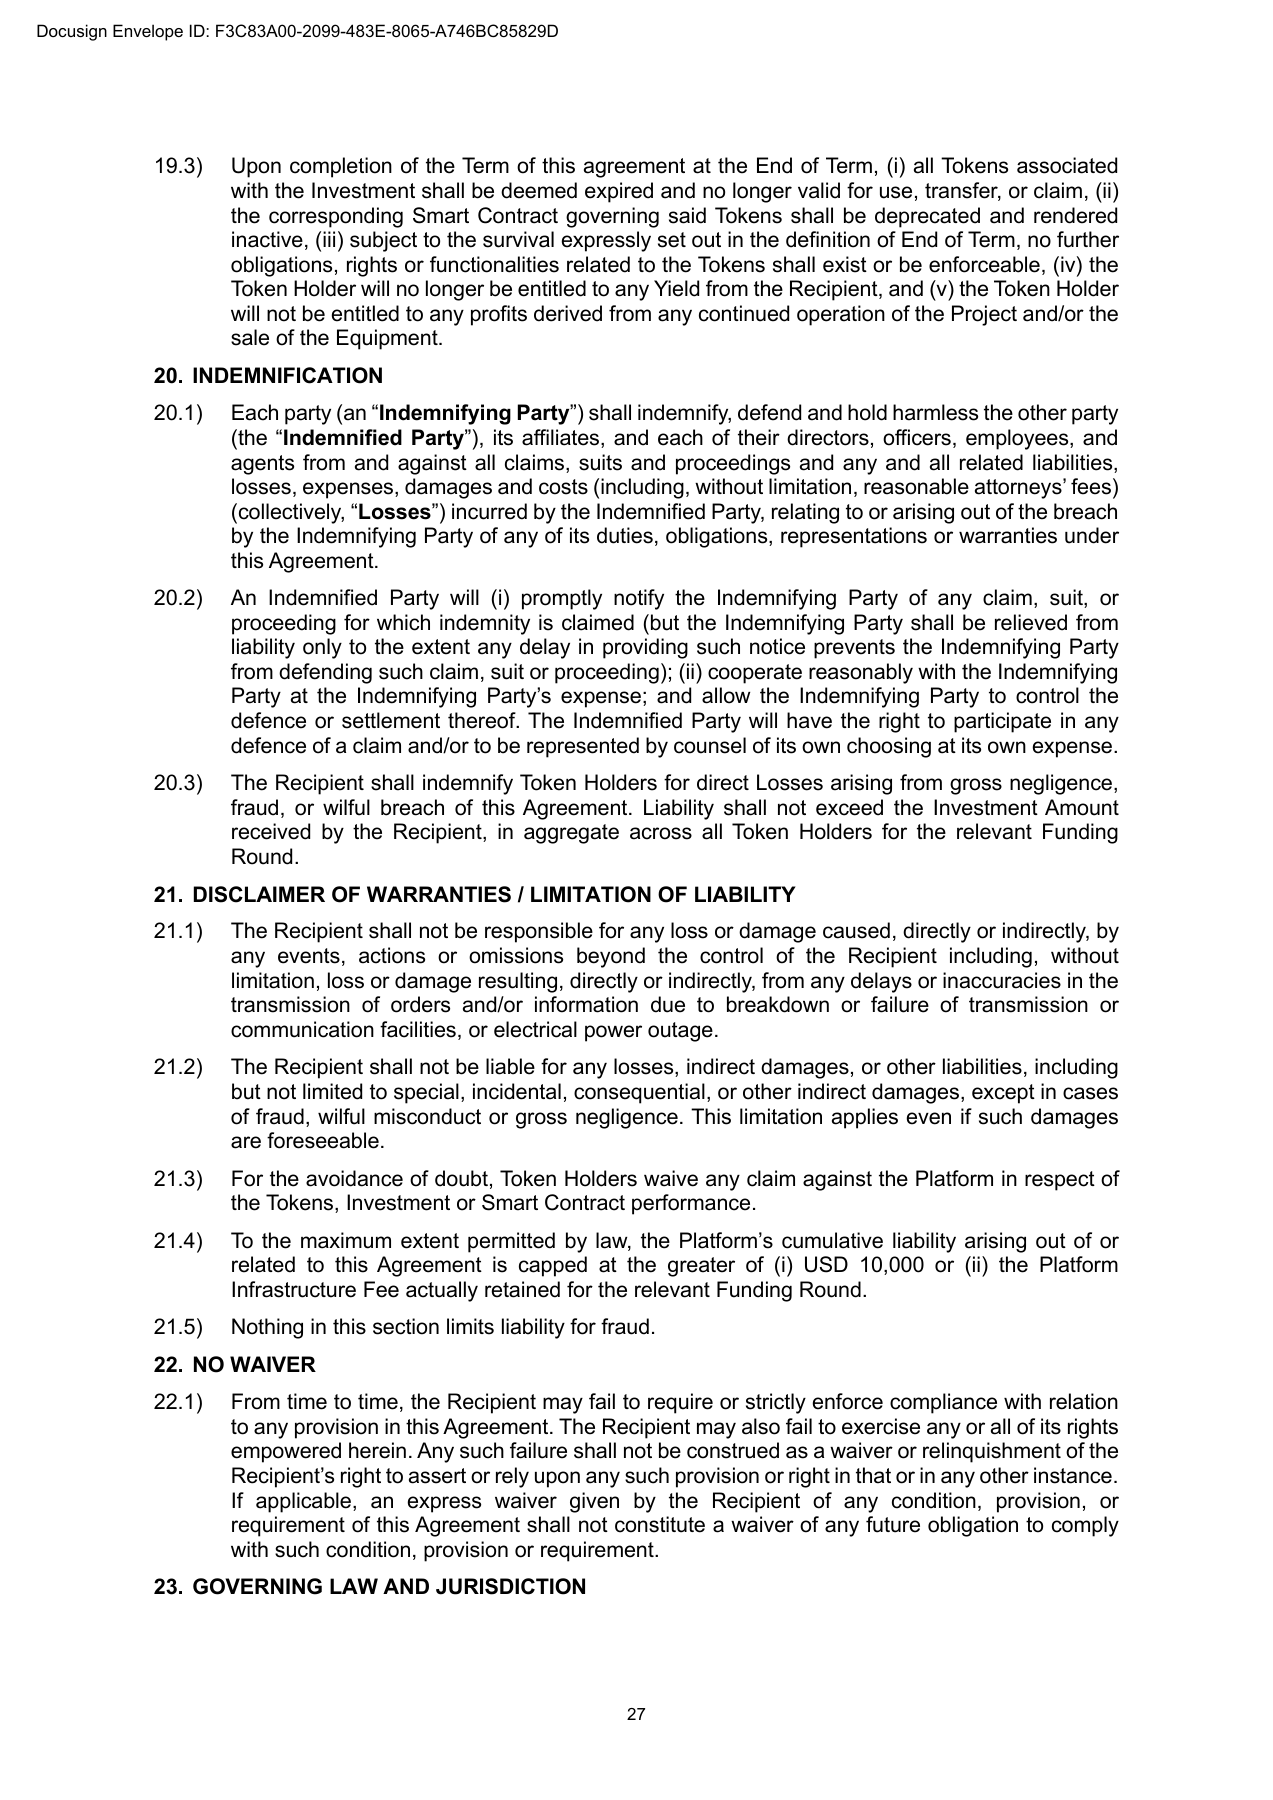 Docusign Envelope ID: F3C83A00-2099-483E-8065-A746BC85829D
19.3) Upon completion of the Term of this agreement at the End of Term, (i) all Tokens associated
with the Investment shall be deemed expired and no longer valid for use, transfer, or claim, (ii)
the corresponding Smart Contract governing said Tokens shall be deprecated and rendered
inactive, (iii) subject to the survival expressly set out in the definition of End of Term, no further
obligations, rights or functionalities related to the Tokens shall exist or be enforceable, (iv) the
Token Holder will no longer be entitled to any Yield from the Recipient, and (v) the Token Holder
will not be entitled to any profits derived from any continued operation of the Project and/or the
sale of the Equipment.
20. INDEMNIFICATION
20.1) Each party (an “Indemnifying Party”) shall indemnify, defend and hold harmless the other party
(the “Indemnified Party”), its affiliates, and each of their directors, officers, employees, and
agents from and against all claims, suits and proceedings and any and all related liabilities,
losses, expenses, damages and costs (including, without limitation, reasonable attorneys’ fees)
(collectively, “Losses”) incurred by the Indemnified Party, relating to or arising out of the breach
by the Indemnifying Party of any of its duties, obligations, representations or warranties under
this Agreement.
20.2) An Indemnified Party will (i) promptly notify the Indemnifying Party of any claim, suit, or
proceeding for which indemnity is claimed (but the Indemnifying Party shall be relieved from
liability only to the extent any delay in providing such notice prevents the Indemnifying Party
from defending such claim, suit or proceeding); (ii) cooperate reasonably with the Indemnifying
Party at the Indemnifying Party’s expense; and allow the Indemnifying Party to control the
defence or settlement thereof. The Indemnified Party will have the right to participate in any
defence of a claim and/or to be represented by counsel of its own choosing at its own expense.
20.3) The Recipient shall indemnify Token Holders for direct Losses arising from gross negligence,
fraud, or wilful breach of this Agreement. Liability shall not exceed the Investment Amount
received by the Recipient, in aggregate across all Token Holders for the relevant Funding
Round.
21. DISCLAIMER OF WARRANTIES / LIMITATION OF LIABILITY
21.1) The Recipient shall not be responsible for any loss or damage caused, directly or indirectly, by
any events, actions or omissions beyond the control of the Recipient including, without
limitation, loss or damage resulting, directly or indirectly, from any delays or inaccuracies in the
transmission of orders and/or information due to breakdown or failure of transmission or
communication facilities, or electrical power outage.
21.2) The Recipient shall not be liable for any losses, indirect damages, or other liabilities, including
but not limited to special, incidental, consequential, or other indirect damages, except in cases
of fraud, wilful misconduct or gross negligence. This limitation applies even if such damages
are foreseeable.
21.3) For the avoidance of doubt, Token Holders waive any claim against the Platform in respect of
the Tokens, Investment or Smart Contract performance.
21.4) To the maximum extent permitted by law, the Platform’s cumulative liability arising out of or
related to this Agreement is capped at the greater of (i) USD 10,000 or (ii) the Platform
Infrastructure Fee actually retained for the relevant Funding Round.
21.5) Nothing in this section limits liability for fraud.
22. NO WAIVER
22.1) From time to time, the Recipient may fail to require or strictly enforce compliance with relation
to any provision in this Agreement. The Recipient may also fail to exercise any or all of its rights
empowered herein. Any such failure shall not be construed as a waiver or relinquishment of the
Recipient’s right to assert or rely upon any such provision or right in that or in any other instance.
If applicable, an express waiver given by the Recipient of any condition, provision, or
requirement of this Agreement shall not constitute a waiver of any future obligation to comply
with such condition, provision or requirement.
23. GOVERNING LAW AND JURISDICTION
27